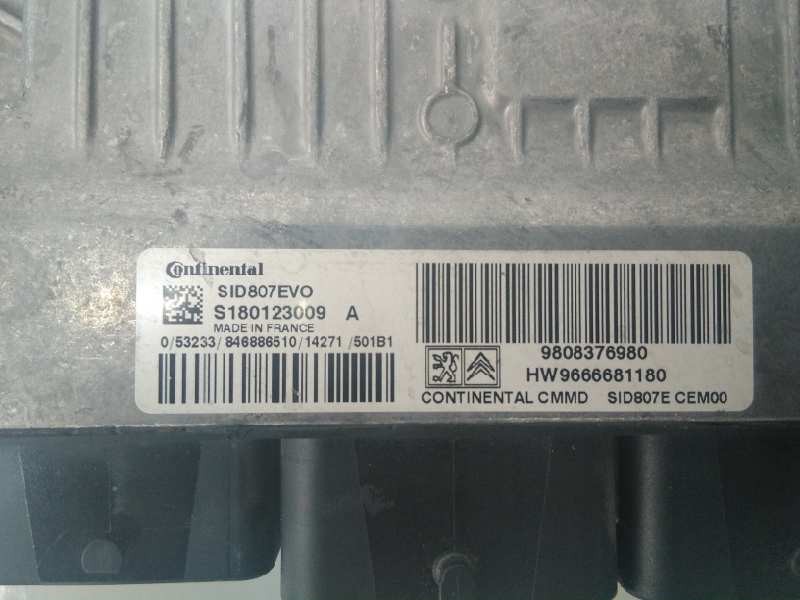 Continental
SID807EVO
S180123009 A
MADE IN FRANCE
0/53233/846886510/14271/501B1
9808376980
HW9666681180
CONTINENTAL CMMD SID807E CEM00